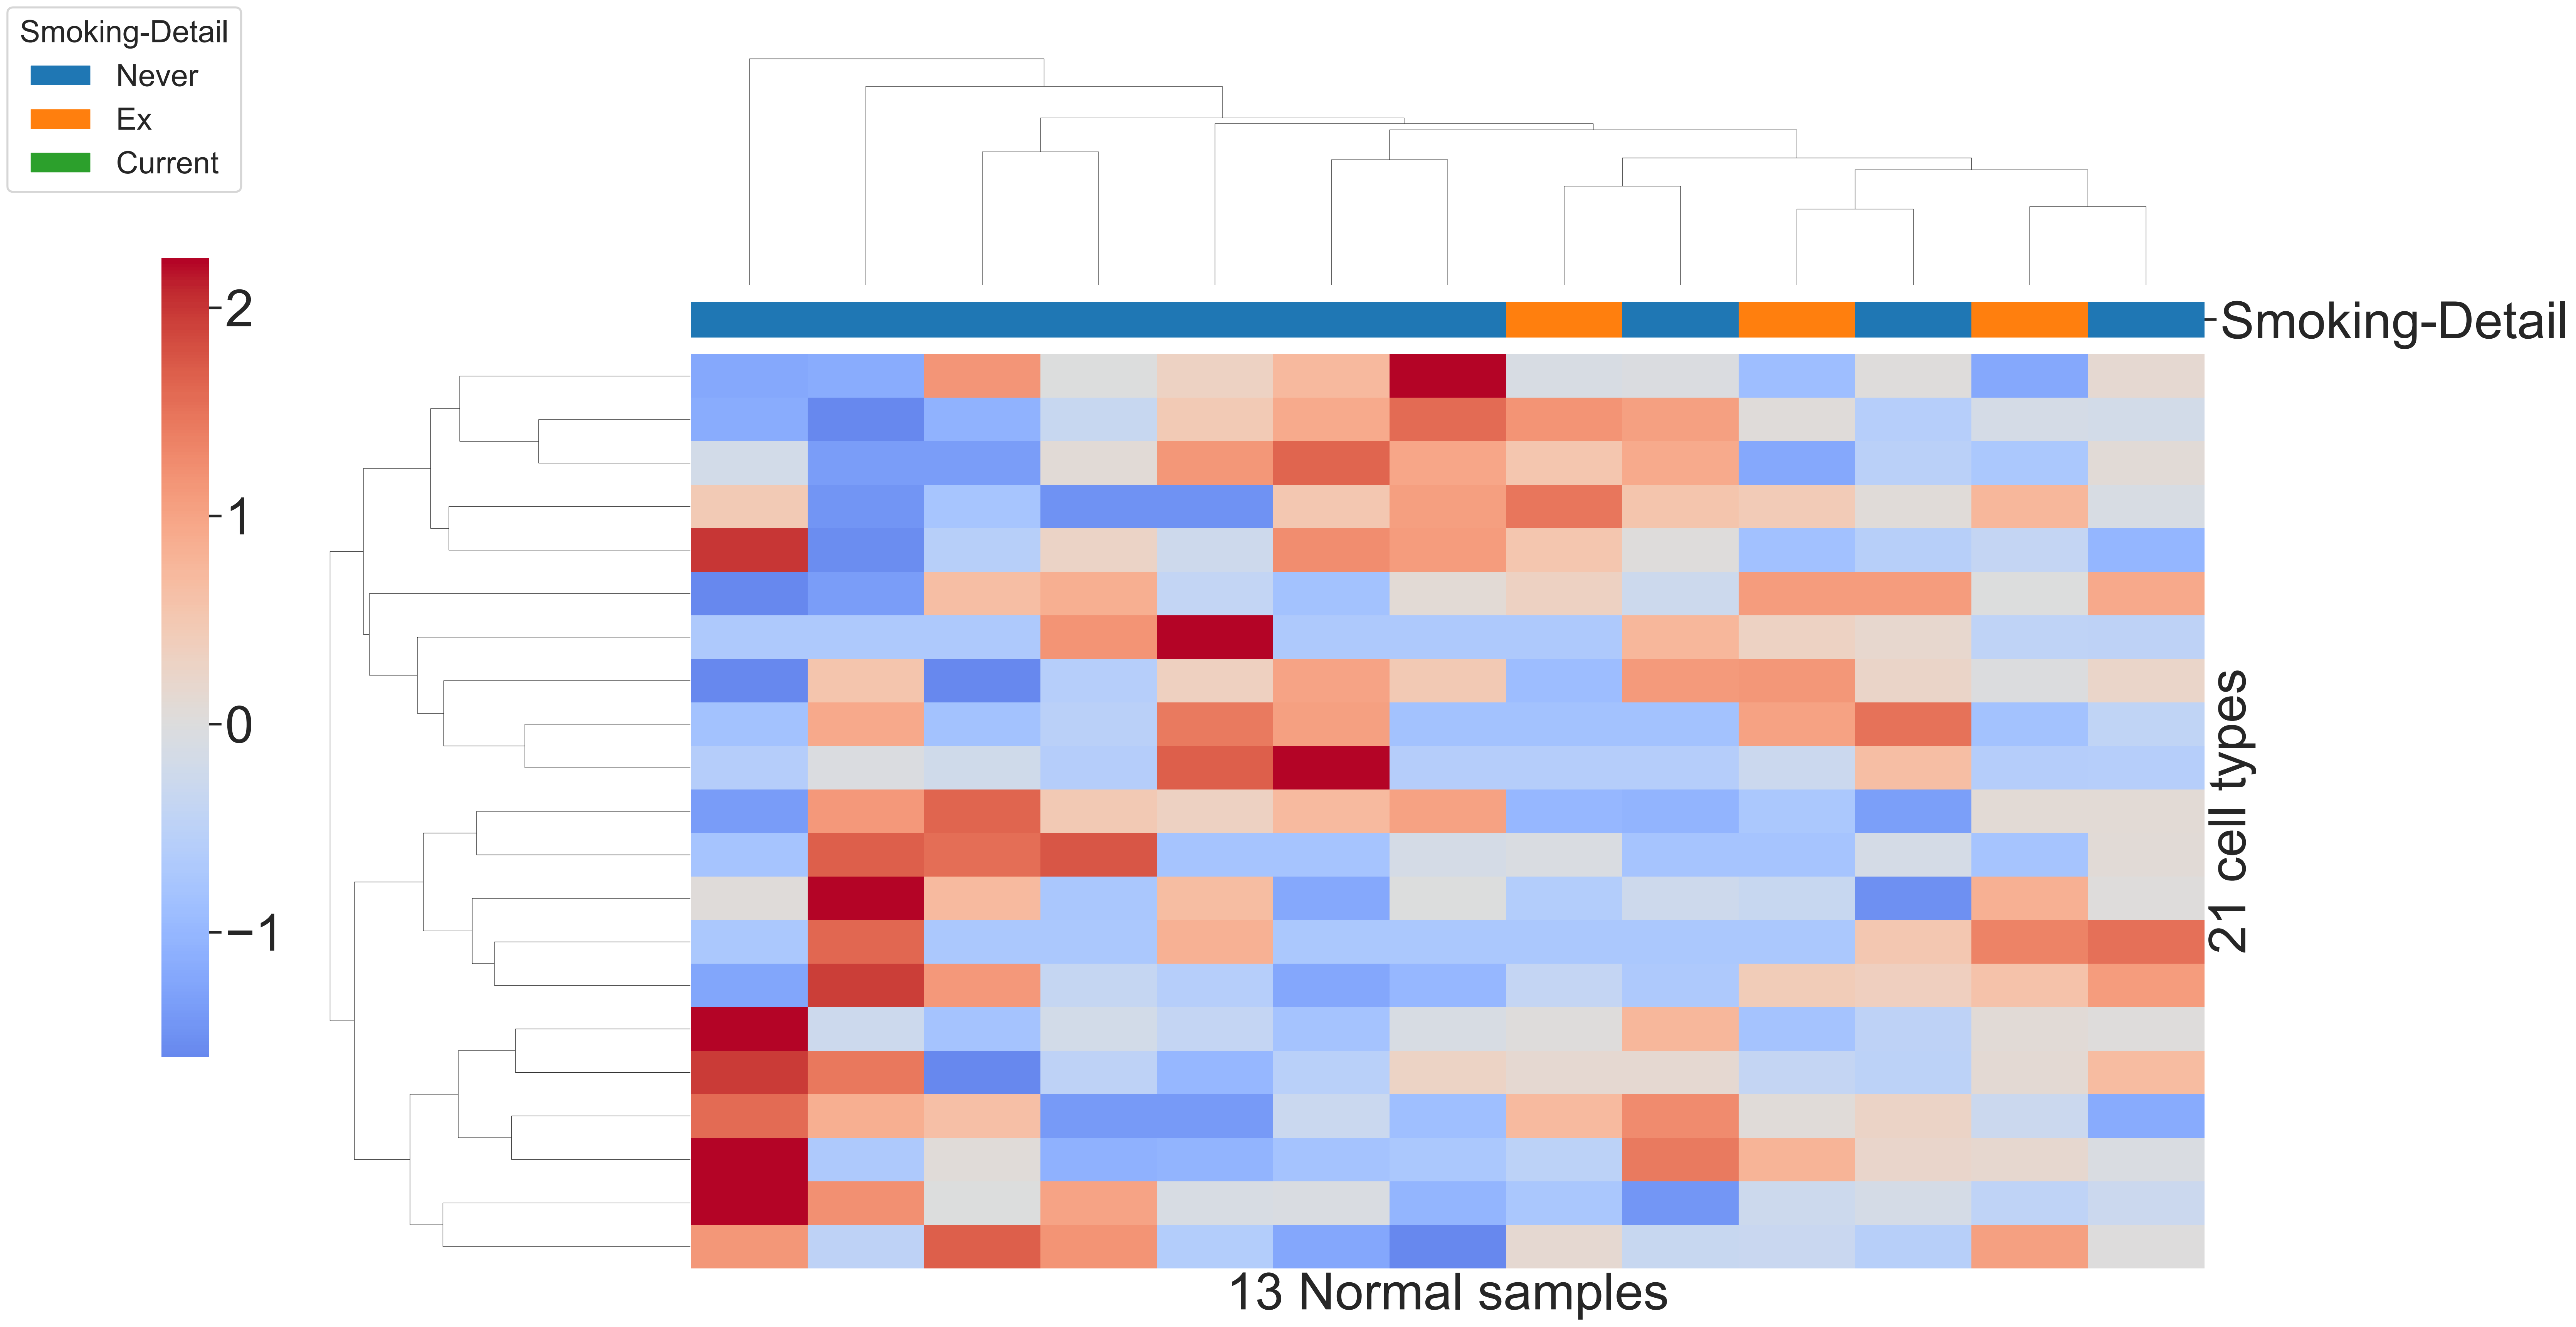 Smoking-Detail
Never
Ex
Current
2
1
0
−1
Smoking-Detail
21 cell types
13 Normal samples